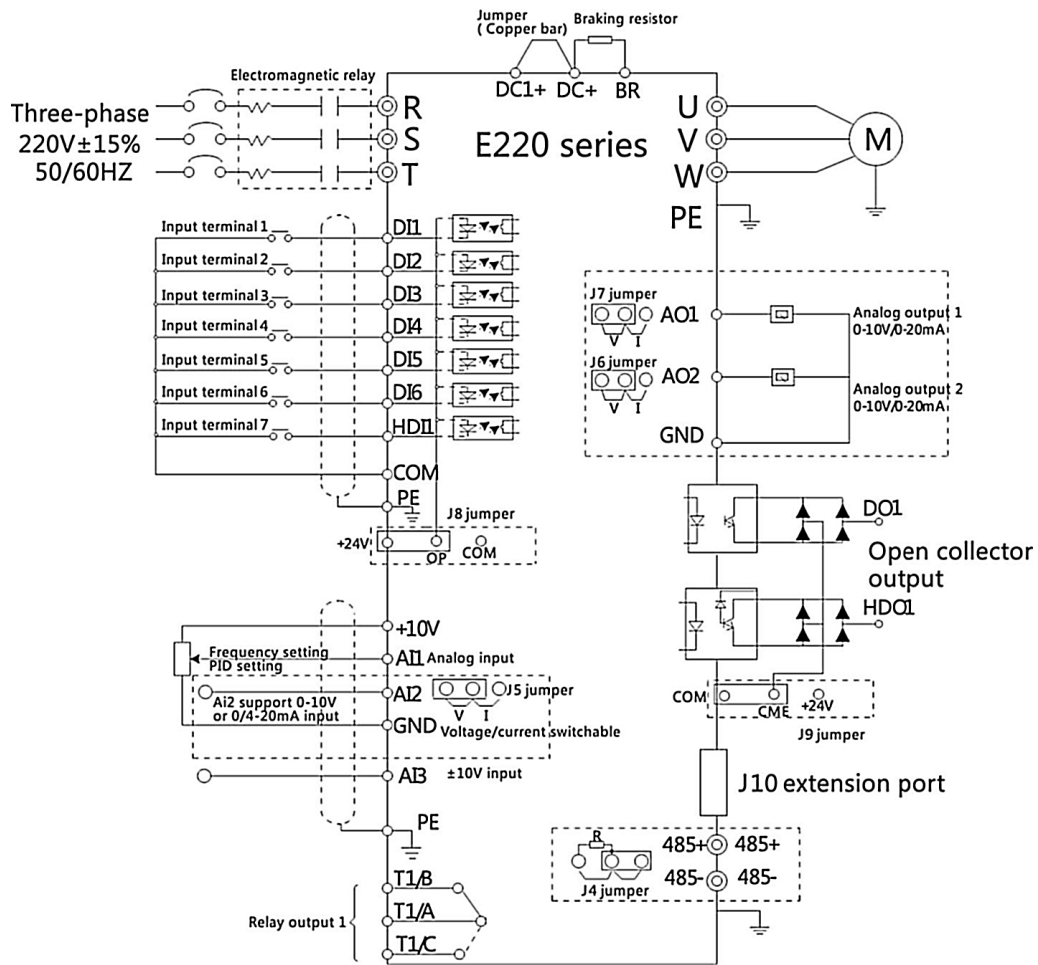 Jumper
( Copper bar)
Braking resistor
Electromagnetic relay
DC1+ DC+ BR
Three-phase
220V±15%
50/60HZ
R
S
T
E220 series
U
V
W
M
PE
Input terminal 1
DI1
Input terminal 2
DI2
Input terminal 3
DI3
Input terminal 4
DI4
Input terminal 5
DI5
Input terminal 6
DI6
Input terminal 7
HDI1
COM
PE
J8 jumper
+24V
OP
COM
J7 jumper
V I
AO1
Analog output 1
0-10V/0-20mA
J6 jumper
V I
AO2
Analog output 2
0-10V/0-20mA
GND
DO1
Open collector
output
HDO1
COM
CME
+24V
J9 jumper
+10V
Frequency setting
PID setting
AI1 Analog input
Ai2 support 0-10V
or 0/4-20mA input
AI2
J5 jumper
V I
GND
Voltage/current switchable
AI3
±10V input
PE
J10 extension port
R
J4 jumper
485+ 485+
485- 485-
Relay output 1
T1/B
T1/A
T1/C